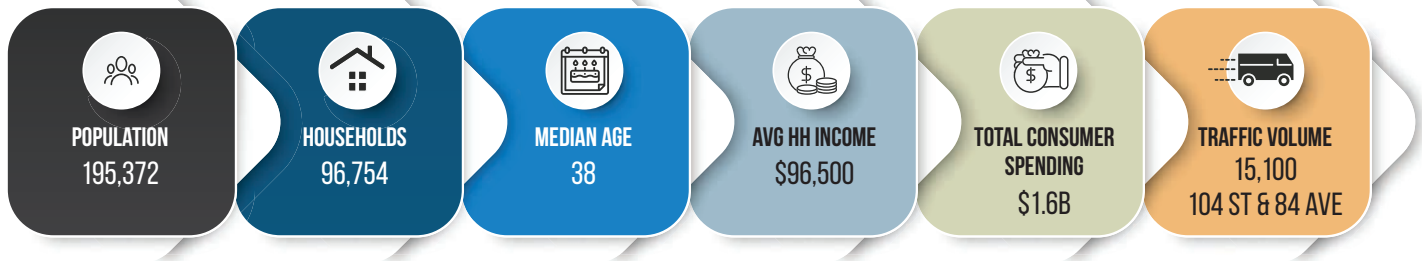 POPULATION
195,372
HOUSEHOLDS
96,754
MEDIAN AGE
38
AVG HH INCOME
$96,500
TOTAL CONSUMER
SPENDING
$1.6B
TRAFFIC VOLUME
15,100
104 ST & 84 AVE